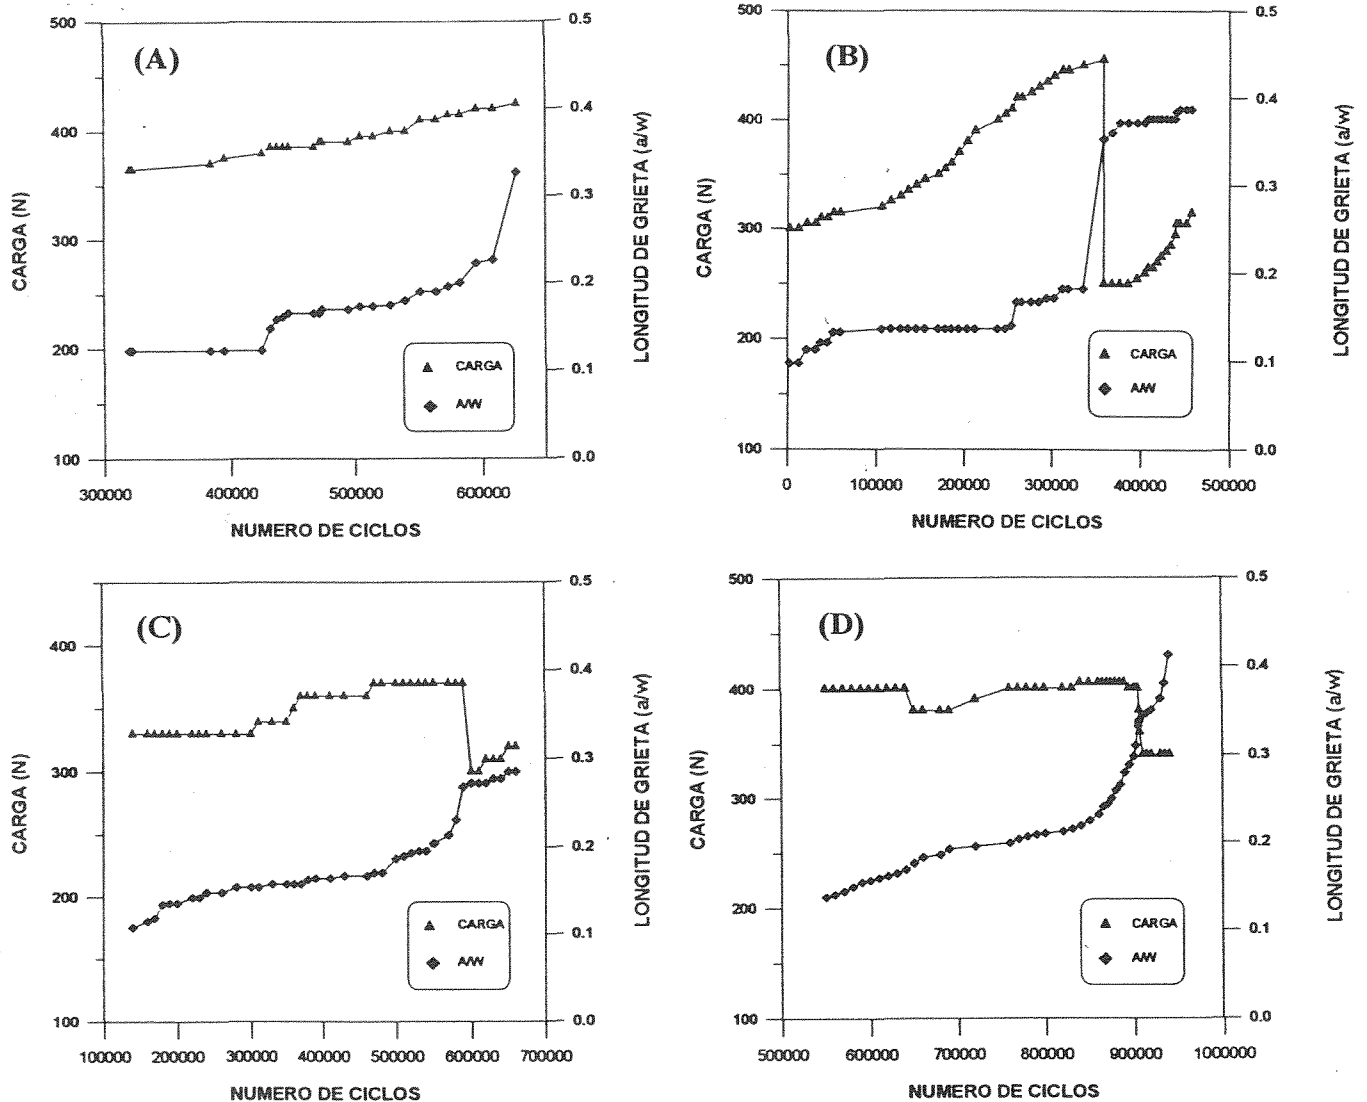 (A)
500
400
300
200
100
CARGA (N)
0.5
0.4
0.3
0.2
0.1
0.0
LONGITUD DE GRIETA (a/w)
CARGA
A/W
300000 400000 500000 600000
NUMERO DE CICLOS
(B)
500
400
300
200
100
CARGA (N)
0.5
0.4
0.3
0.2
0.1
0.0
LONGITUD DE GRIETA (a/w)
CARGA
A/W
0 100000 200000 300000 400000 500000
NUMERO DE CICLOS
(C)
400
300
200
100
CARGA (N)
0.5
0.4
0.3
0.2
0.1
0.0
LONGITUD DE GRIETA (a/w)
CARGA
A/W
100000 200000 300000 400000 500000 600000 700000
NUMERO DE CICLOS
(D)
500
400
300
200
100
CARGA (N)
0.5
0.4
0.3
0.2
0.1
0.0
LONGITUD DE GRIETA (a/w)
CARGA
A/W
500000 600000 700000 800000 900000 1000000
NUMERO DE CICLOS